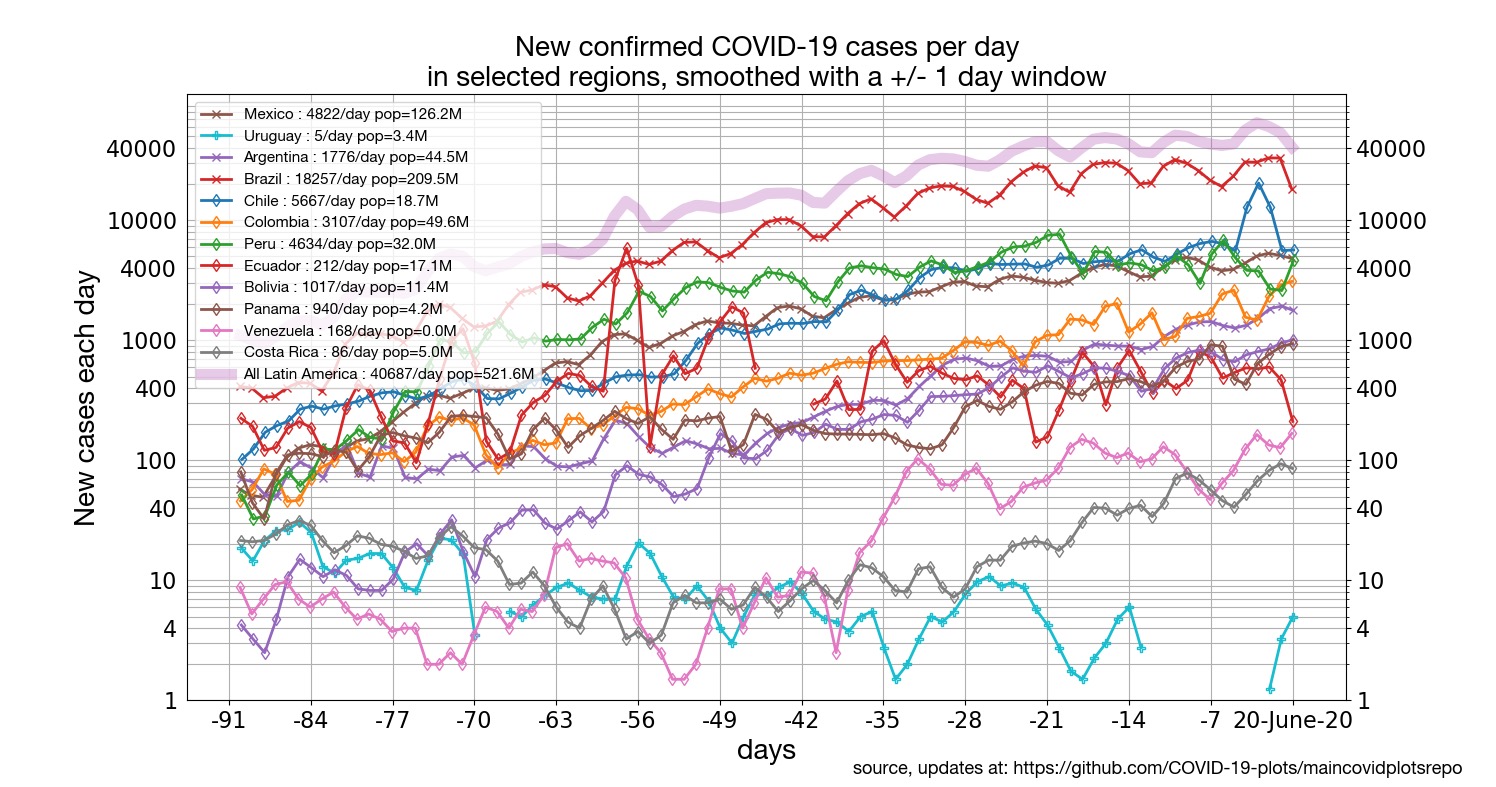 New confirmed COVID-19 cases per day
in selected regions, smoothed with a +/- 1 day window
Mexico : 4822/day pop=126.2M
Uruguay : 5/day pop=3.4M
Argentina : 1776/day pop=44.5M
Brazil : 18257/day pop=209.5M
Chile : 5667/day pop=18.7M
Colombia : 3107/day pop=49.6M
Peru : 4634/day pop=32.0M
Ecuador : 212/day pop=17.1M
Bolivia : 1017/day pop=11.4M
Panama : 940/day pop=4.2M
Venezuela : 168/day pop=0.0M
Costa Rica : 86/day pop=5.0M
All Latin America : 40687/day pop=521.6M
New cases each day
40000
10000
4000
1000
400
100
40
10
4
1
40000
10000
4000
1000
400
100
40
10
4
1
-91 -84 -77 -70 -63 -56 -49 -42 -35 -28 -21 -14 -7 20-June-20
days
source, updates at: https://github.com/COVID-19-plots/maincovidplotsrepo